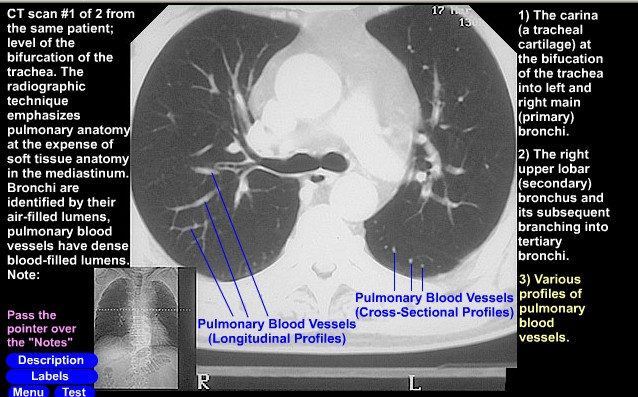 CT scan #1 of 2 from
the same patient;
level of the
bifurcation of the
trachea. The
radiographic
technique
emphasizes
pulmonary anatomy
at the expense of
soft tissue anatomy
in the mediastinum.
Bronchi are
identified by their
air-filled lumens,
pulmonary blood
vessels have dense
blood-filled lumens.
Note:
Pass the
pointer over
the "Notes"
Description
Labels
Menu Test
17
Pulmonary Blood Vessels
(Longitudinal Profiles)
Pulmonary Blood Vessels
(Cross-Sectional Profiles)
R
L
1) The carina
(a tracheal
cartilage) at
the bifucation
of the trachea
into left and
right main
(primary)
bronchi.
2) The right
upper lobar
(secondary)
bronchus and
its subsequent
branching into
tertiary
bronchi.
3) Various
profiles of
pulmonary
blood
vessels.